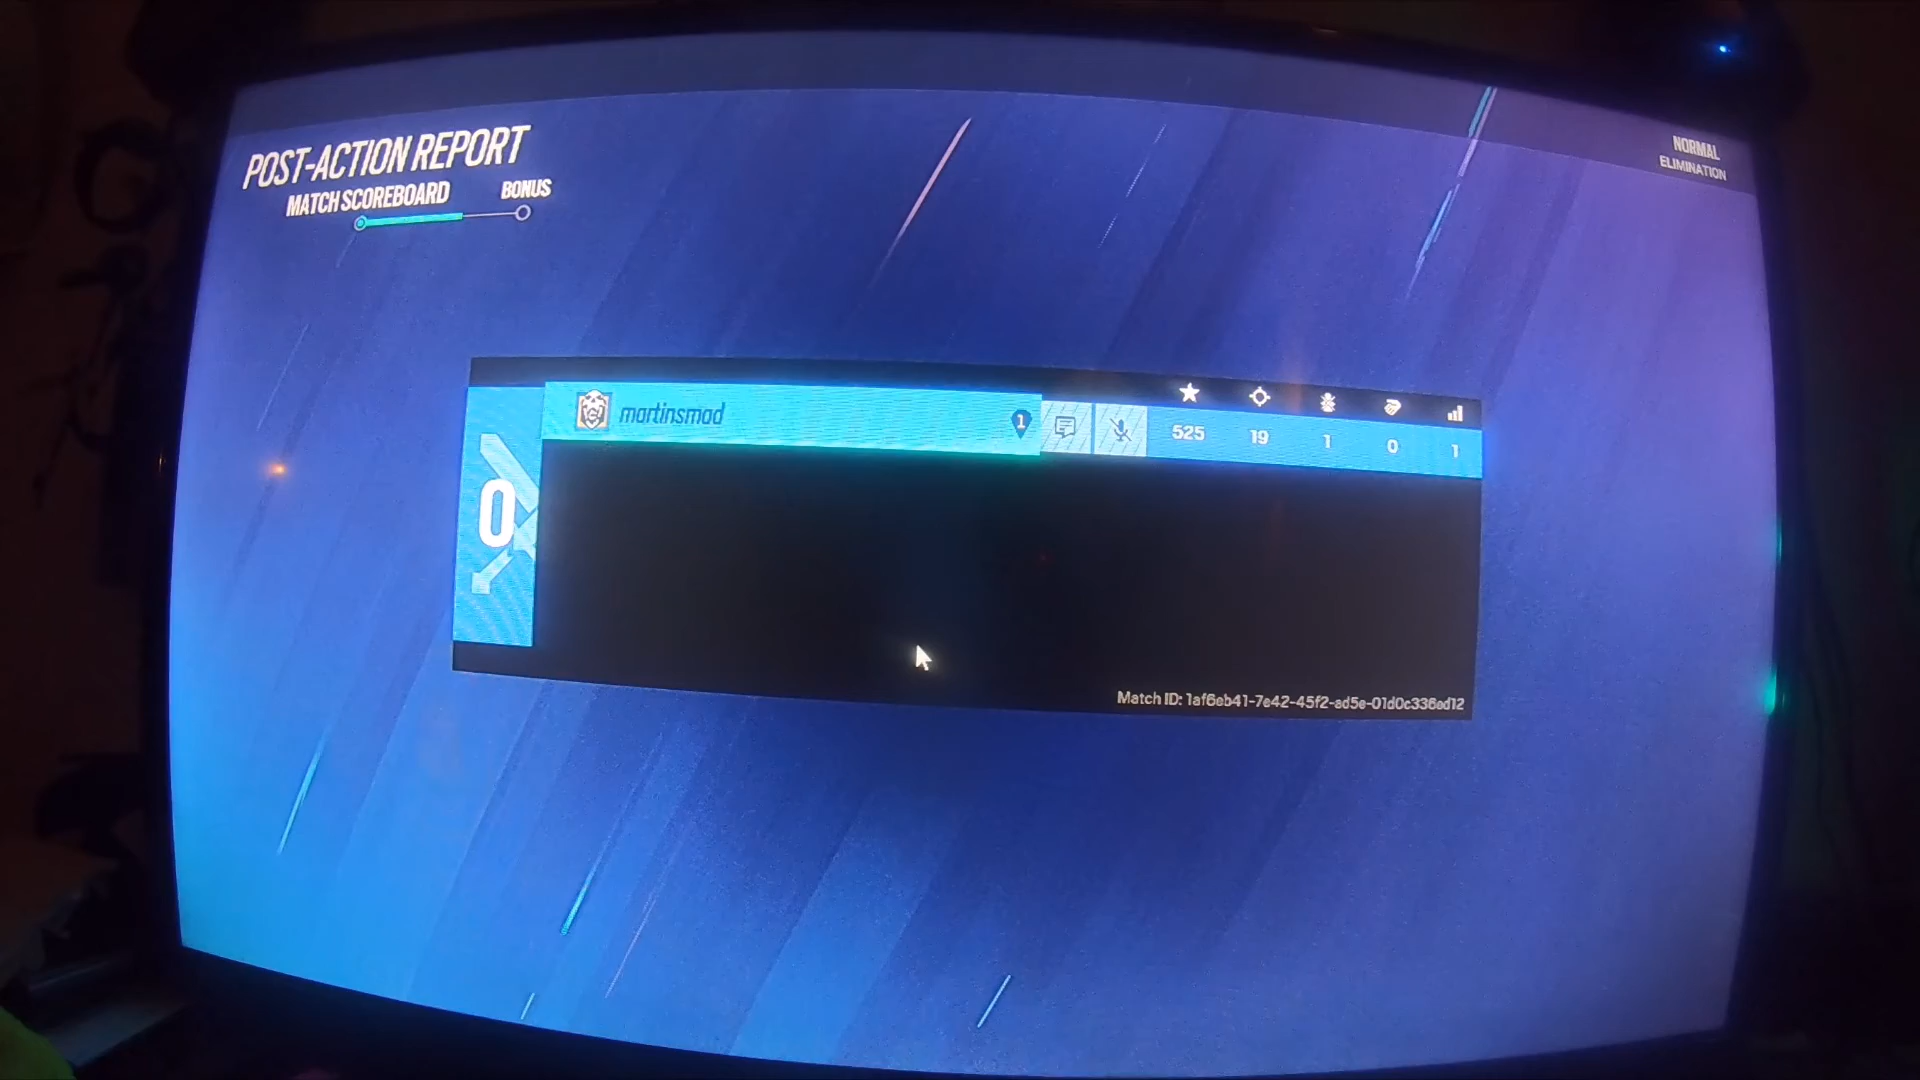 POST-ACTION REPORT
MATCH SCOREBOARD BONUS
NORMAL
ELIMINATION
martinsmad
1
525 19 1 0 1
0
Match ID: 1af6eb41-7e42-45f2-ad5e-01d0c336ed12